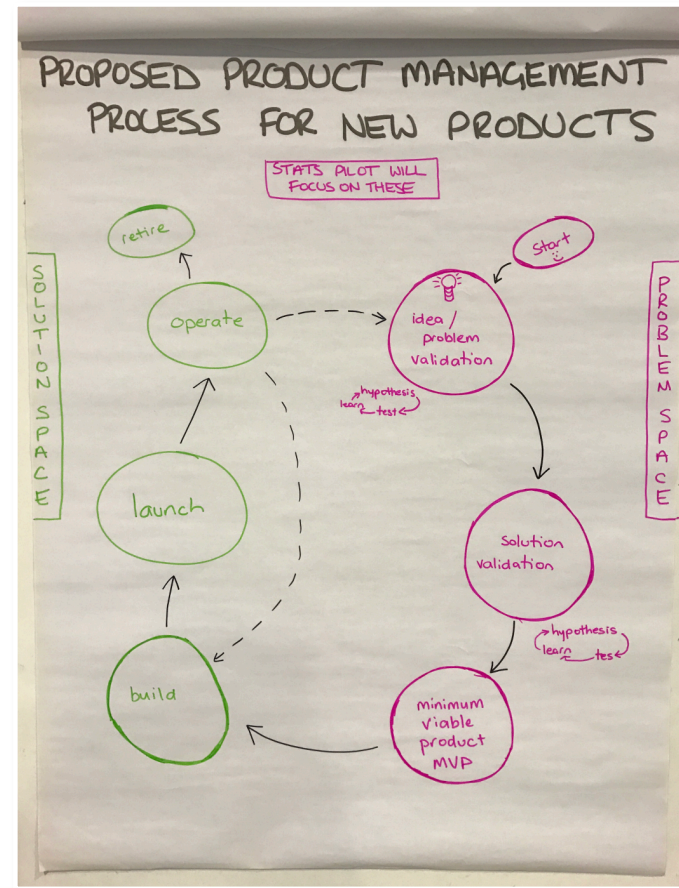 PROPOSED PRODUCT MANAGEMENT
PROCESS FOR NEW PRODUCTS
STATS PILOT WILL
FOCUS ON THESE
retire
start
SOLUTION SPACE
operate
idea /
problem
validation
PROBLEM SPACE
hypothesis
learn
test
launch
solution
validation
hypothesis
learn
test
build
minimum
viable
product
MVP